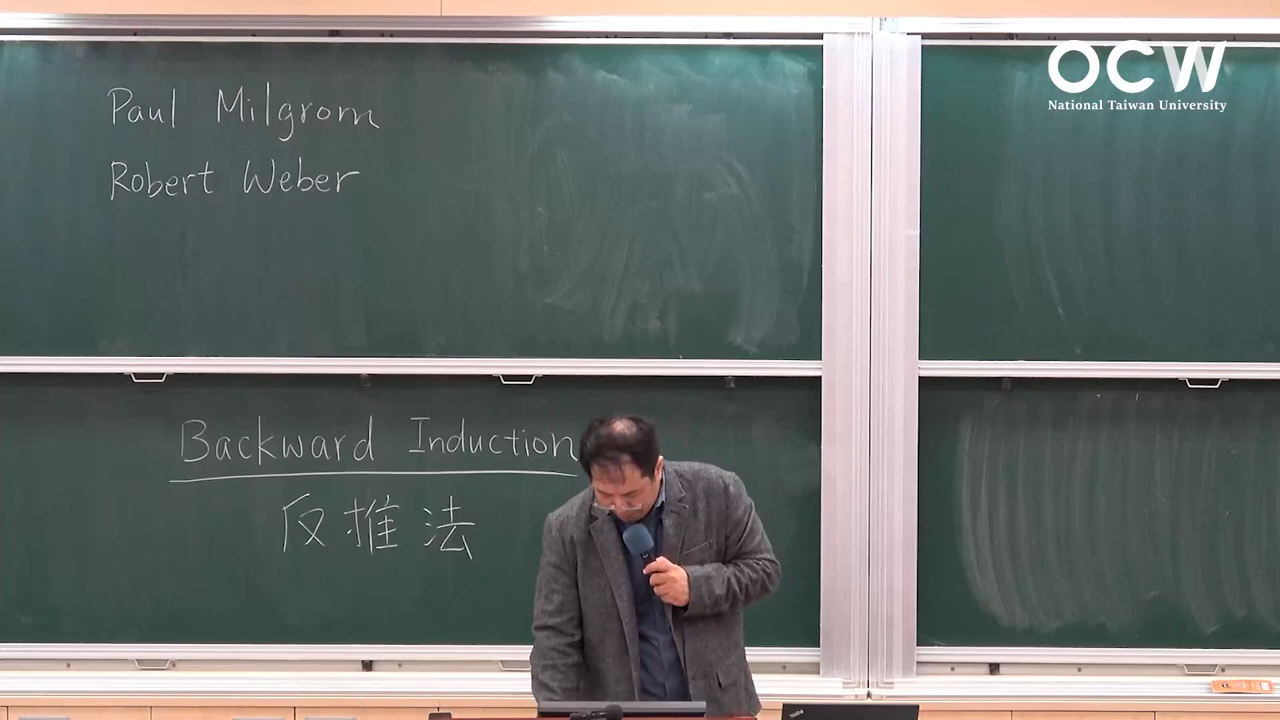 Paul Milgrom
Robert Weber
Backward Induction
反推法
OCW
National Taiwan University